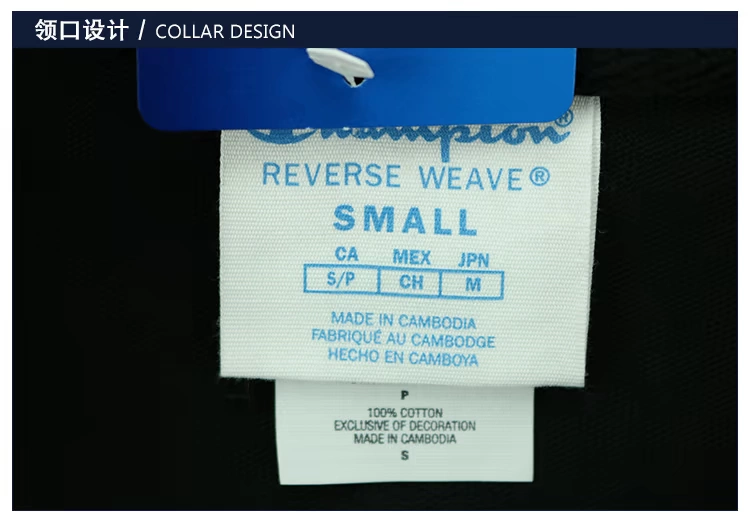 领口设计 / COLLAR DESIGN
Champion®
REVERSE WEAVE®
SMALL
CA MEX JPN
S/P CH M
MADE IN CAMBODIA
FABRIQUÉ AU CAMBODGE
HECHO EN CAMBOYA
P
100% COTTON
EXCLUSIVE OF DECORATION
MADE IN CAMBODIA
S